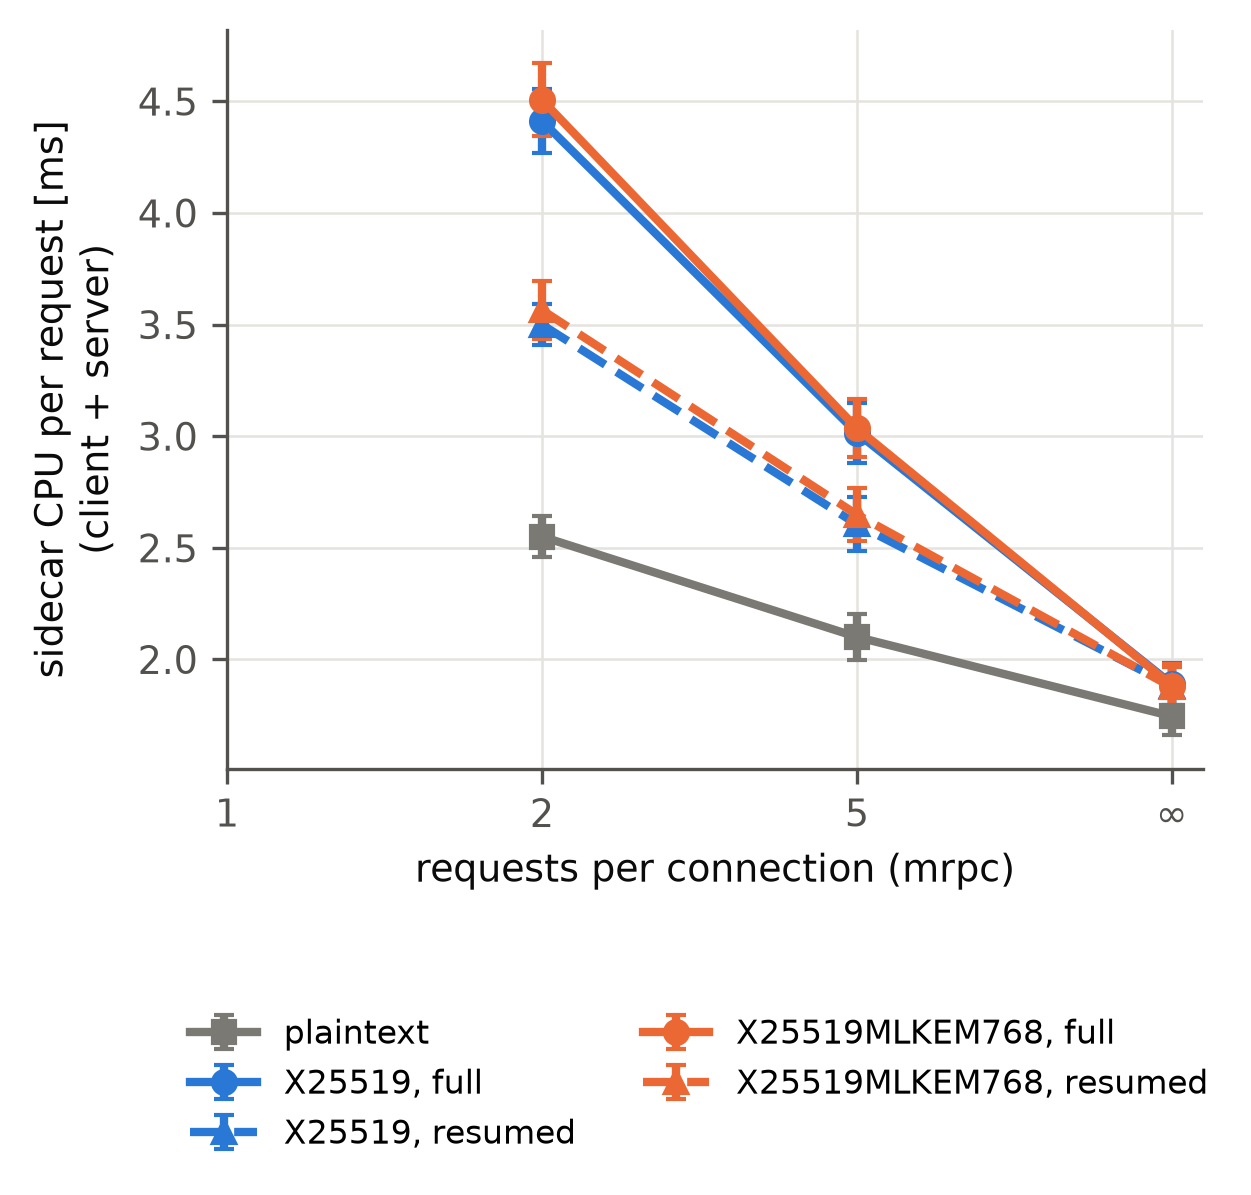 sidecar CPU per request [ms]
(client + server)
4.5
4.0
3.5
3.0
2.5
2.0
1
2
5
∞
requests per connection (mrpc)
plaintext
X25519, full
X25519, resumed
X25519MLKEM768, full
X25519MLKEM768, resumed